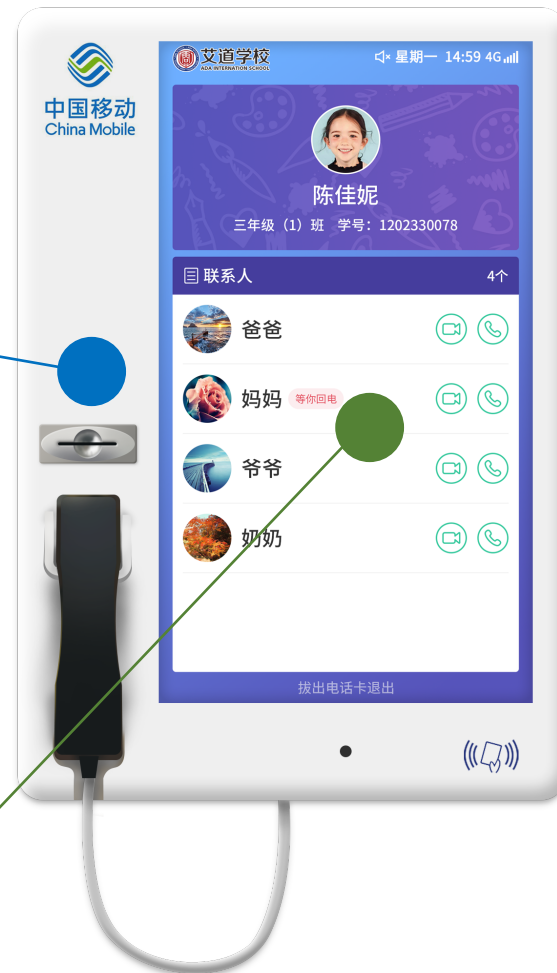 中国移动
China Mobile
艾道学校
ADA INTERNATION SCHOOL
星期一 14:59 4G
陈佳妮
三年级（1）班 学号：1202330078
联系人 4个
爸爸
妈妈 等你回电
爷爷
奶奶
拔出电话卡退出